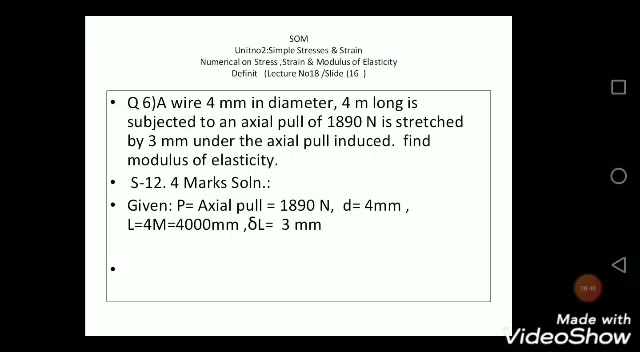 SOM
Unitno2:Simple Stresses & Strain
Numerical on Stress ,Strain & Modulus of Elasticity
Definit   (Lecture No18 /Slide (16  )
• Q 6)A wire 4 mm in diameter, 4 m long is
subjected to an axial pull of 1890 N is stretched
by 3 mm under the axial pull induced.  find
modulus of elasticity.
• S-12. 4 Marks Soln.:
• Given: P= Axial pull = 1890 N,  d= 4mm ,
L=4M=4000mm ,δL=  3 mm
•
Made with
VideoShow